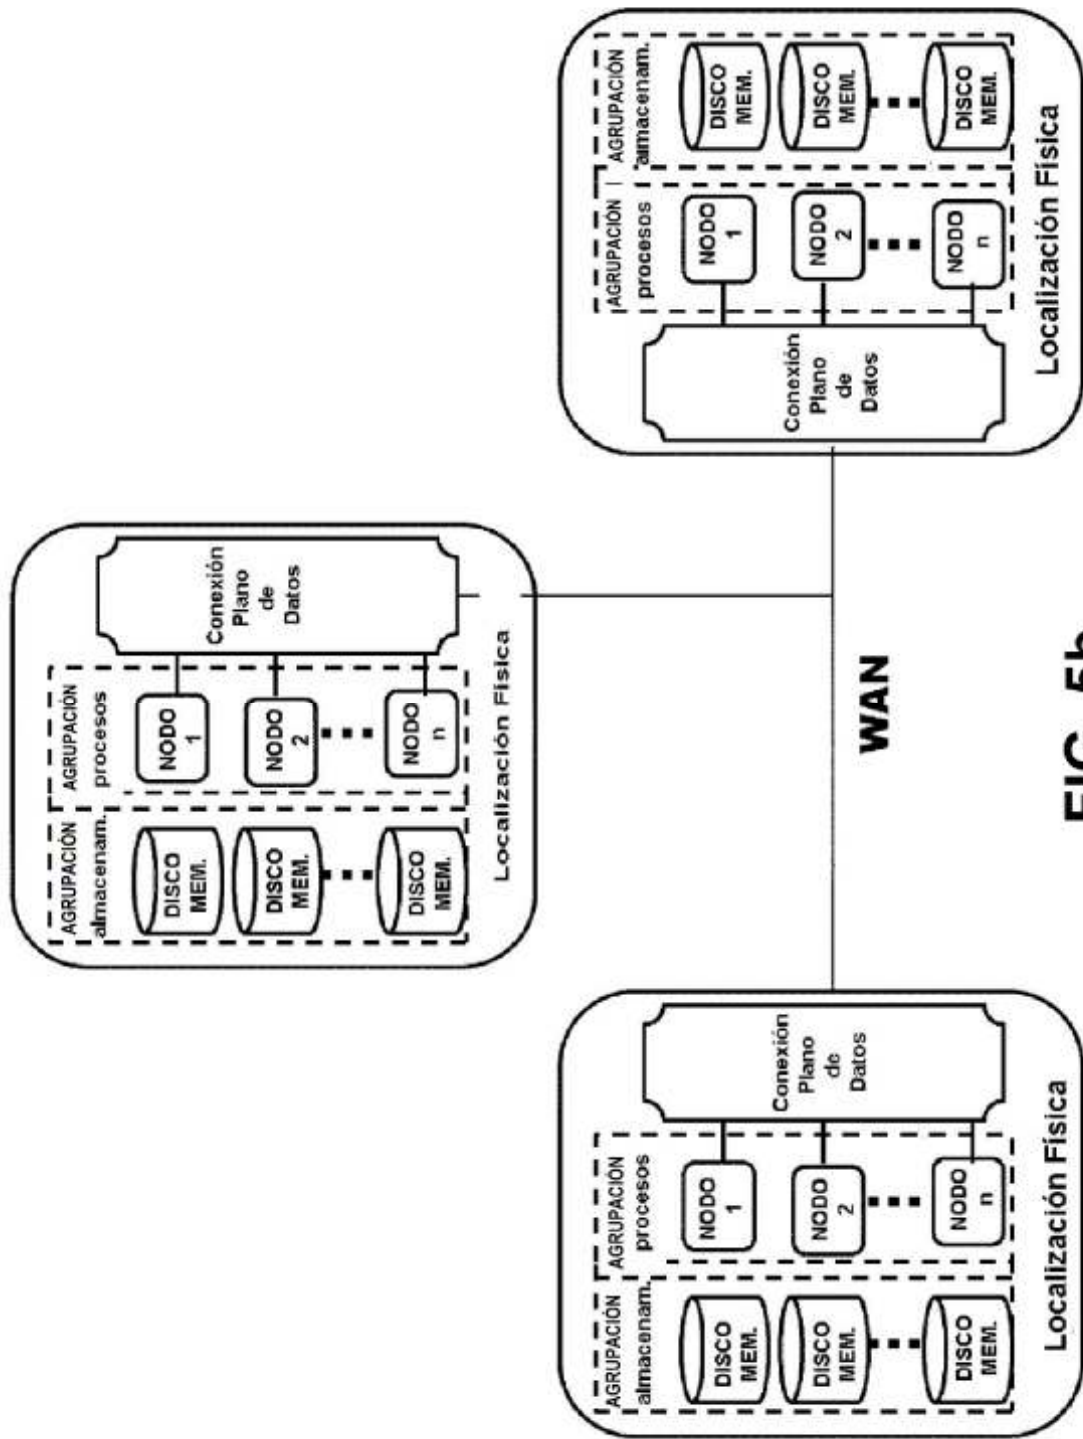 AGRUPACIÓN
almacenam.
DISCO
MEM.
DISCO
MEM.
DISCO
MEM.
AGRUPACIÓN
procesos
NODO
1
NODO
2
NODO
n
Conexión
Plano
de
Datos
Localización Física
AGRUPACIÓN
almacenam.
DISCO
MEM.
DISCO
MEM.
DISCO
MEM.
AGRUPACIÓN
procesos
NODO
1
NODO
2
NODO
n
Conexión
Plano
de
Datos
Localización Física
WAN
Conexión
Plano
de
Datos
AGRUPACIÓN
procesos
NODO
1
NODO
2
NODO
n
AGRUPACIÓN
almacenam.
DISCO
MEM.
DISCO
MEM.
DISCO
MEM.
Localización Física
FIG. 5b